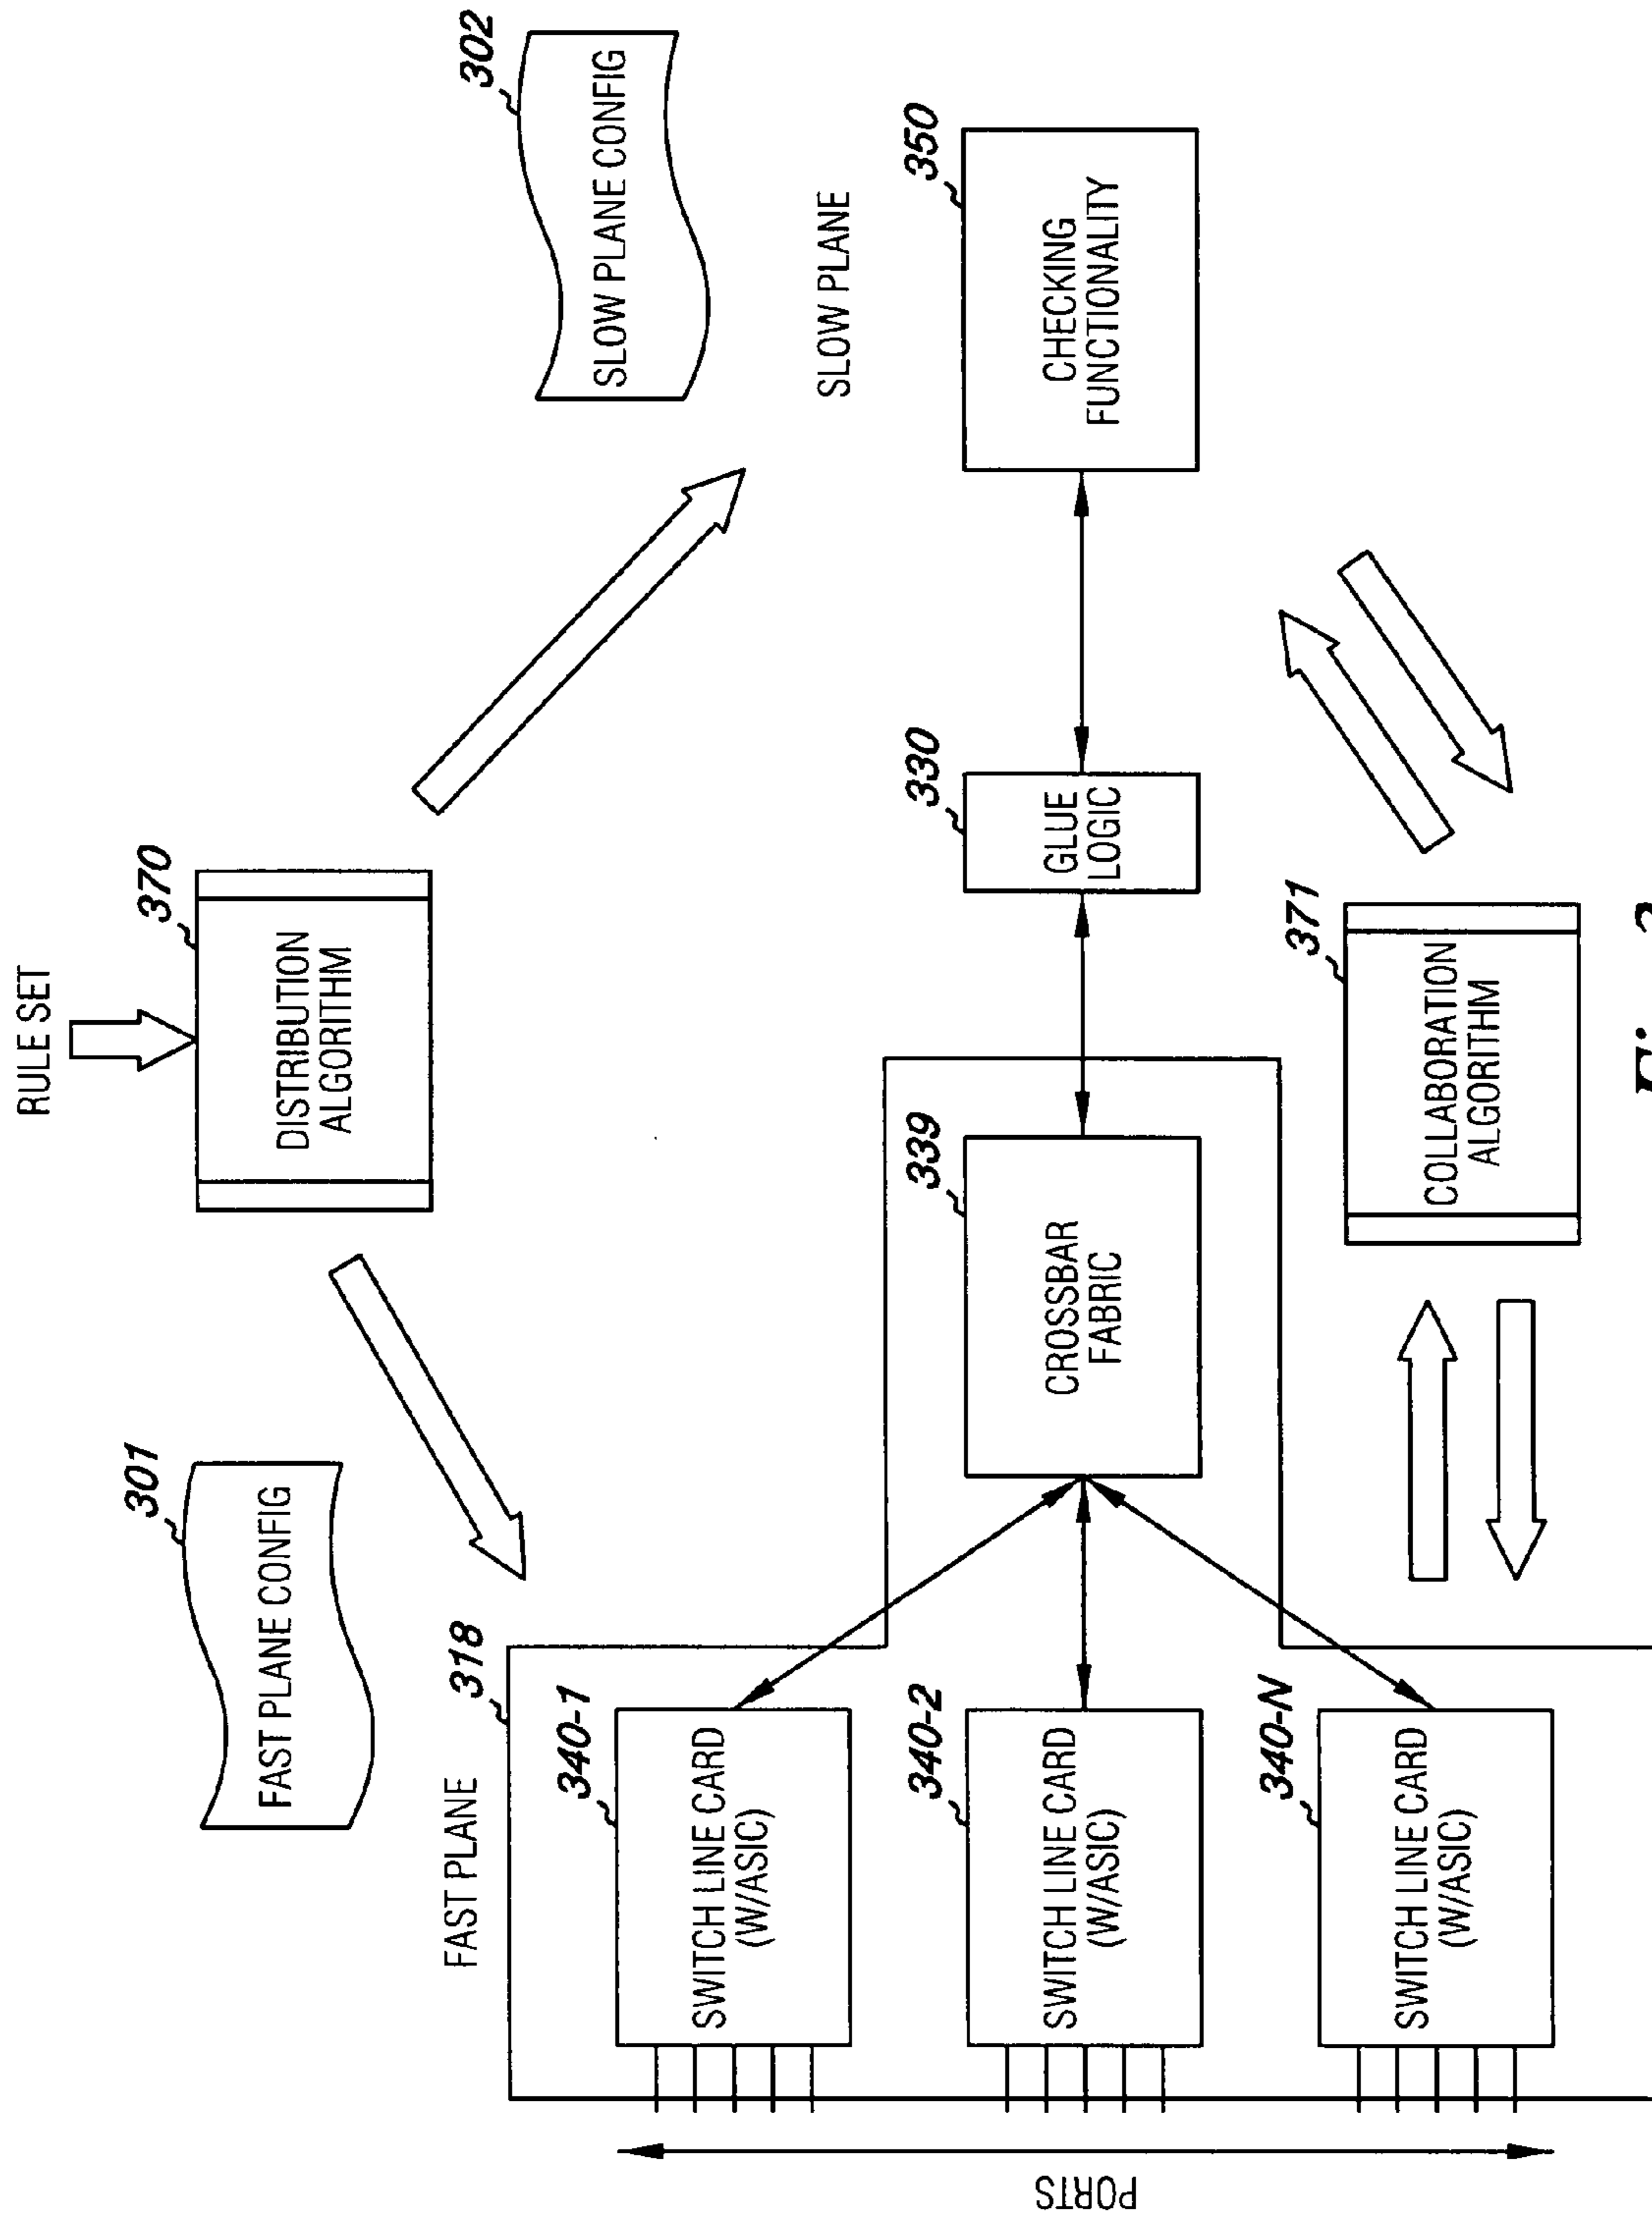 RULE SET
370
DISTRIBUTION
ALGORITHM
301
FAST PLANE CONFIG
302
SLOW PLANE CONFIG
FAST PLANE
318
SLOW PLANE
340-1
SWITCH LINE CARD
(W/ASIC)
340-2
SWITCH LINE CARD
(W/ASIC)
340-N
SWITCH LINE CARD
(W/ASIC)
PORTS
339
CROSSBAR
FABRIC
330
GLUE
LOGIC
350
CHECKING
FUNCTIONALITY
371
COLLABORATION
ALGORITHM